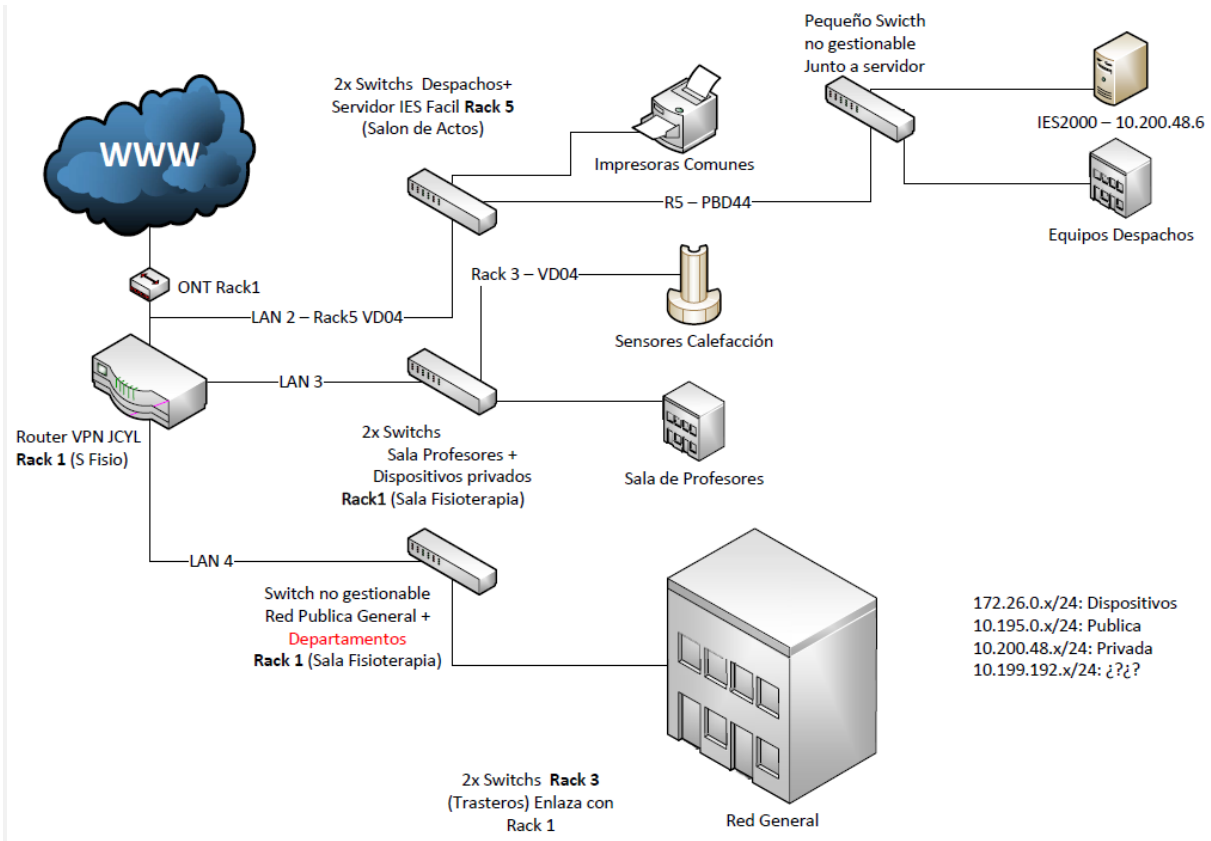 Pequeño Swicth
no gestionable
Junto a servidor
2x Switchs Despachos+
Servidor IES Facil Rack 5
(Salon de Actos)
WWW
IES2000 – 10.200.48.6
Impresoras Comunes
R5 – PBD44
Equipos Despachos
ONT Rack1
Rack 3 – VD04
LAN 2 – Rack5 VD04
Sensores Calefacción
LAN 3
Router VPN JCYL
Rack 1 (S Fisio)
2x Switchs
Sala Profesores +
Dispositivos privados
Rack1 (Sala Fisioterapia)
Sala de Profesores
LAN 4
Switch no gestionable
Red Publica General +
Departamentos
Rack 1 (Sala Fisioterapia)
172.26.0.x/24: Dispositivos
10.195.0.x/24: Publica
10.200.48.x/24: Privada
10.199.192.x/24: ¿?¿?
2x Switchs Rack 3
(Trasteros) Enlaza con
Rack 1
Red General